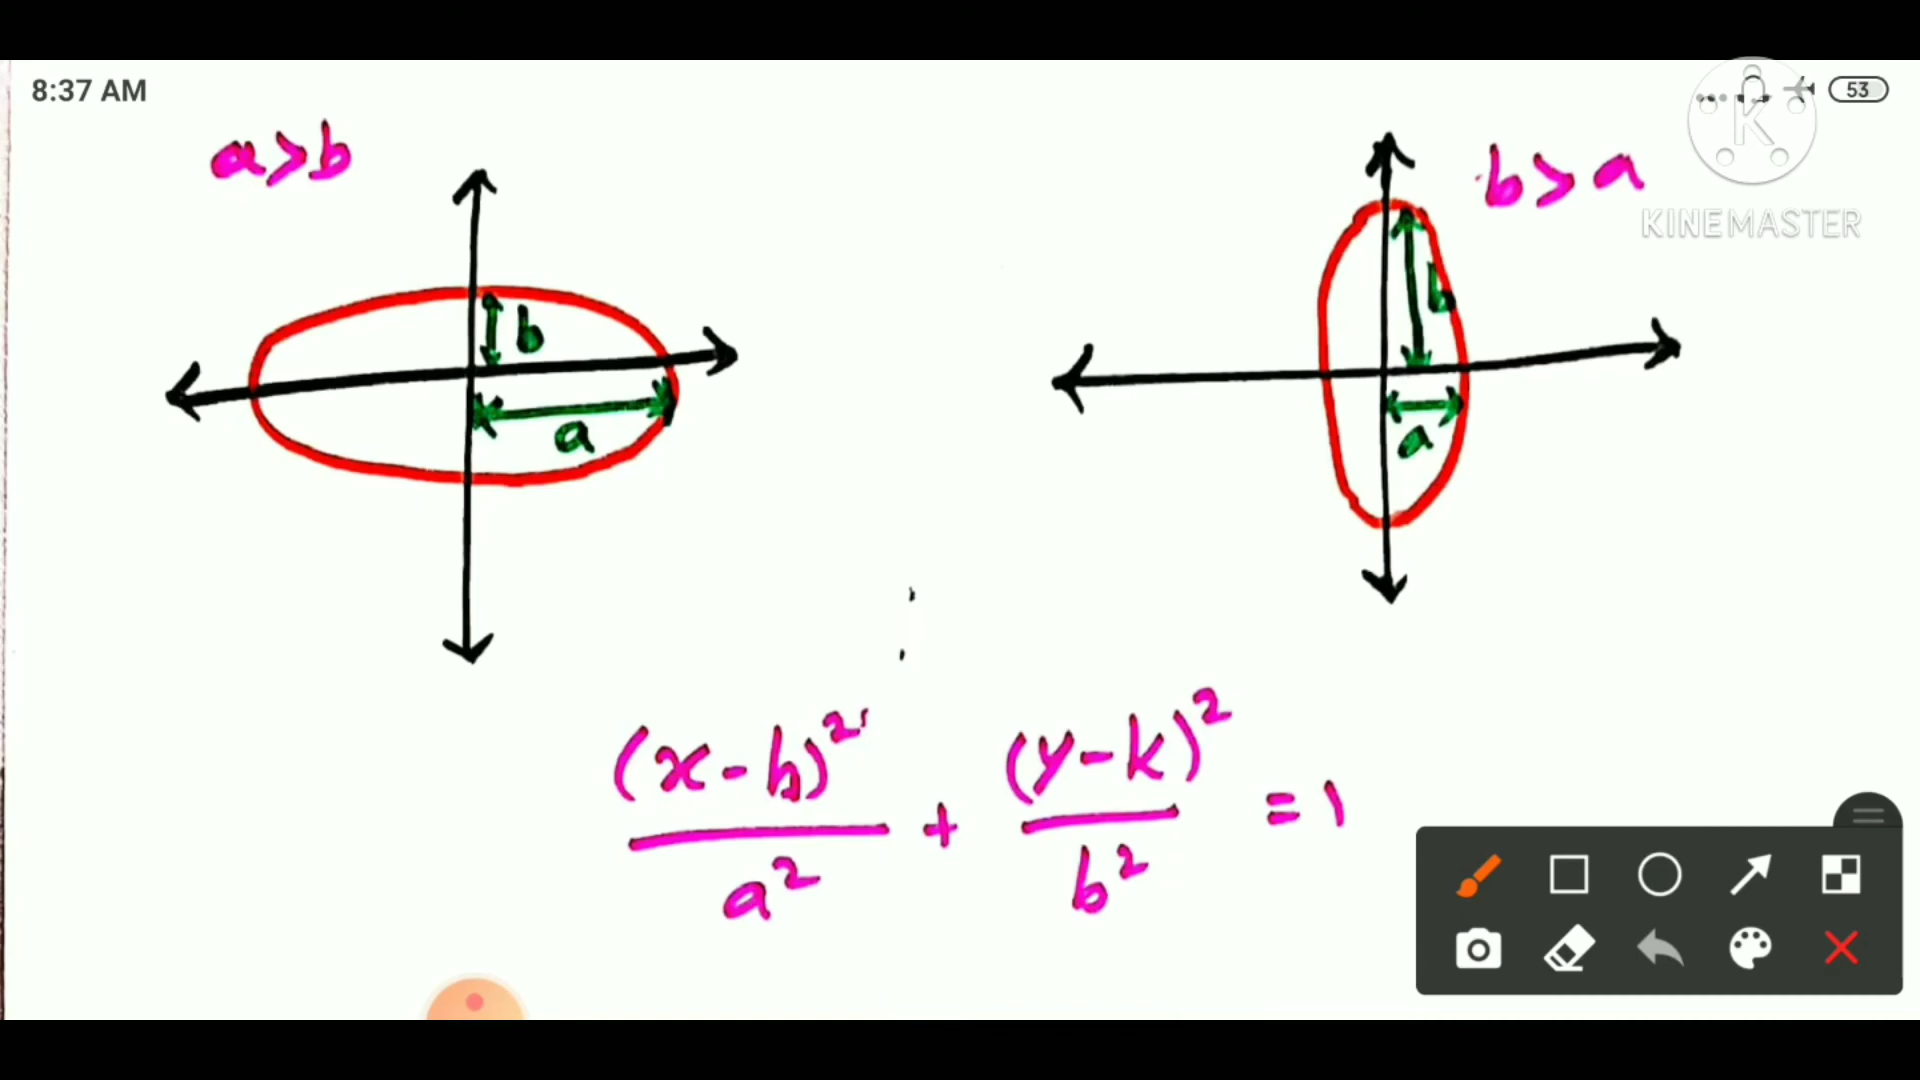 8:37 AM
53
K
KINEMASTER
a>b
b>a
b
a
b
a
(x-h)² + (y-k)² = 1
a² b²